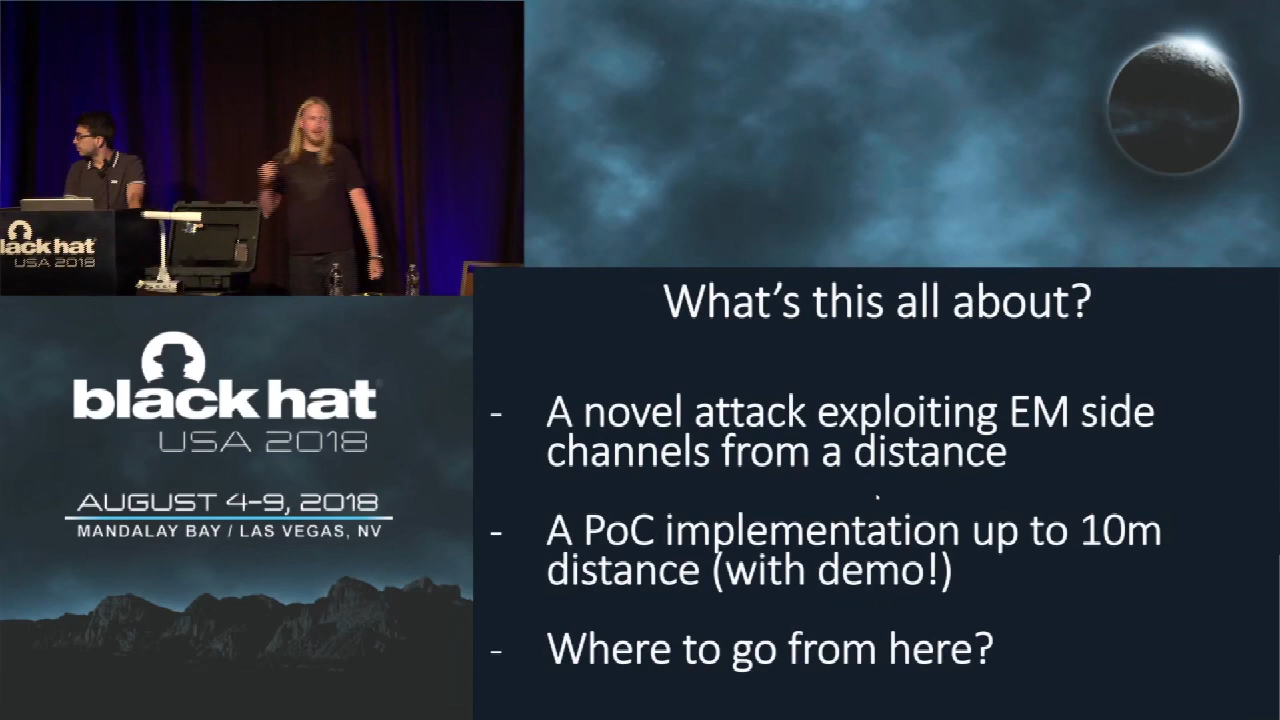 black hat
USA 2018
What's this all about?
- A novel attack exploiting EM side
channels from a distance
- A PoC implementation up to 10m
distance (with demo!)
- Where to go from here?
black hat
USA 2018
AUGUST 4-9, 2018
MANDALAY BAY / LAS VEGAS, NV